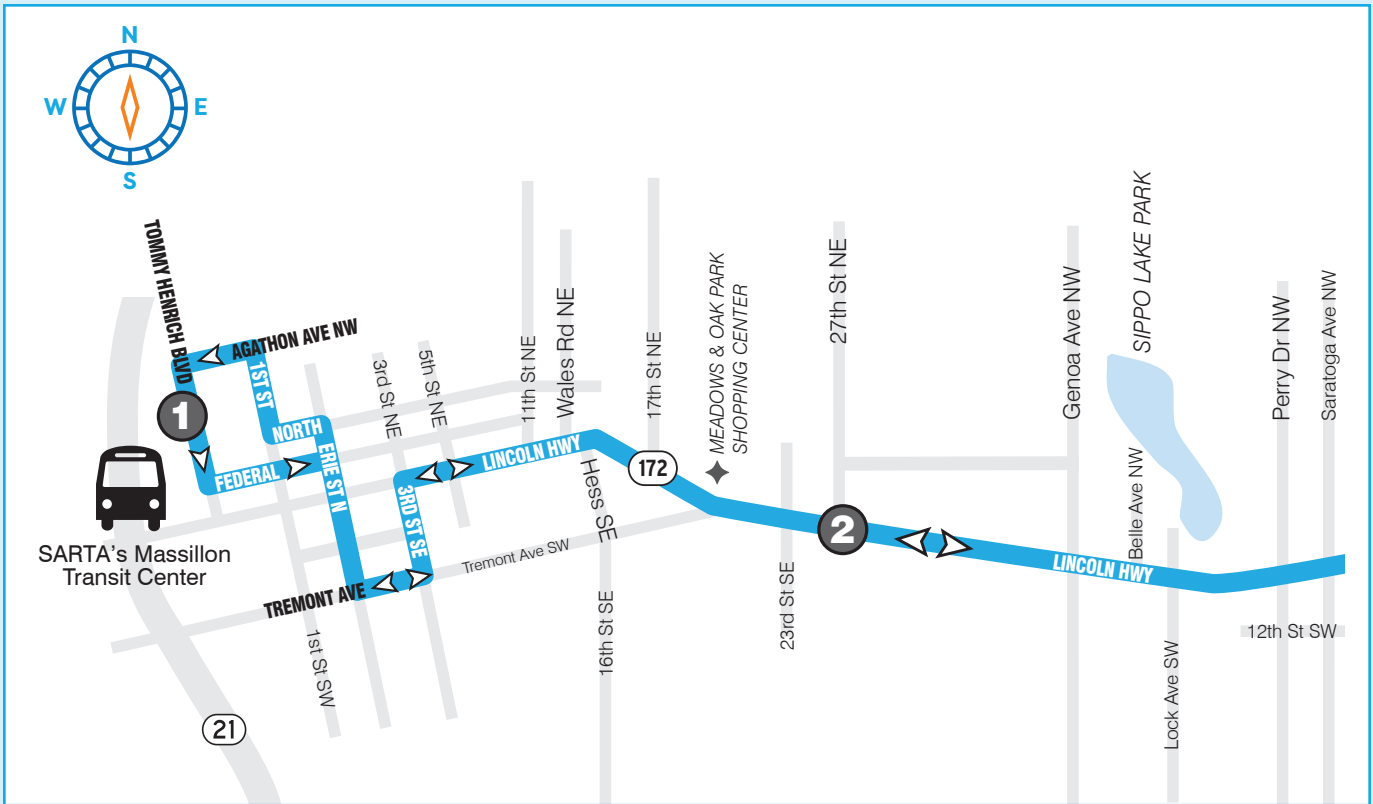 N
W
E
S
TOMMY HENRICH BLVD
AGATHON AVE NW
1ST ST
NORTH
1
FEDERAL
ERIE ST N
SARTA's Massillon
Transit Center
3rd St NE
5th St NE
11th St NE
Wales Rd NE
17th St NE
LINCOLN HWY
172
3RD ST SE
Hess SE
Tremont Ave SW
TREMONT AVE
1st St SW
16th St SE
21
MEADOWS & OAK PARK
SHOPPING CENTER
27th St NE
23rd St SE
2
Genoa Ave NW
SIPPO LAKE PARK
Belle Ave NW
LINCOLN HWY
Lock Ave SW
Perry Dr NW
Saratoga Ave NW
12th St SW